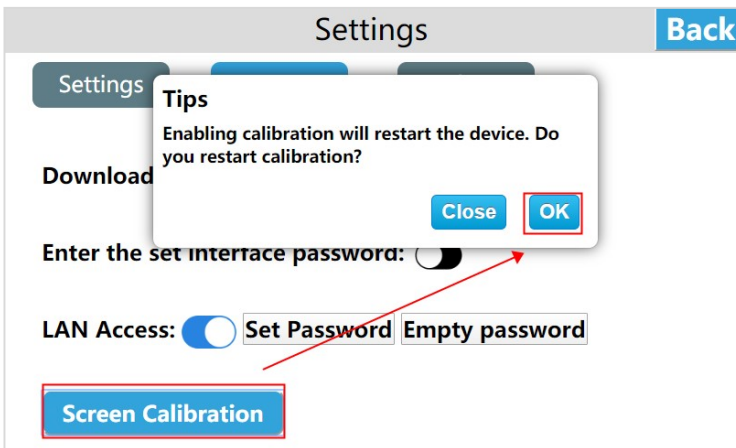 Settings
Back
Settings
Tips
Enabling calibration will restart the device. Do
you restart calibration?
Close
OK
Download
Enter the set interface password:
LAN Access:
Set Password
Empty password
Screen Calibration